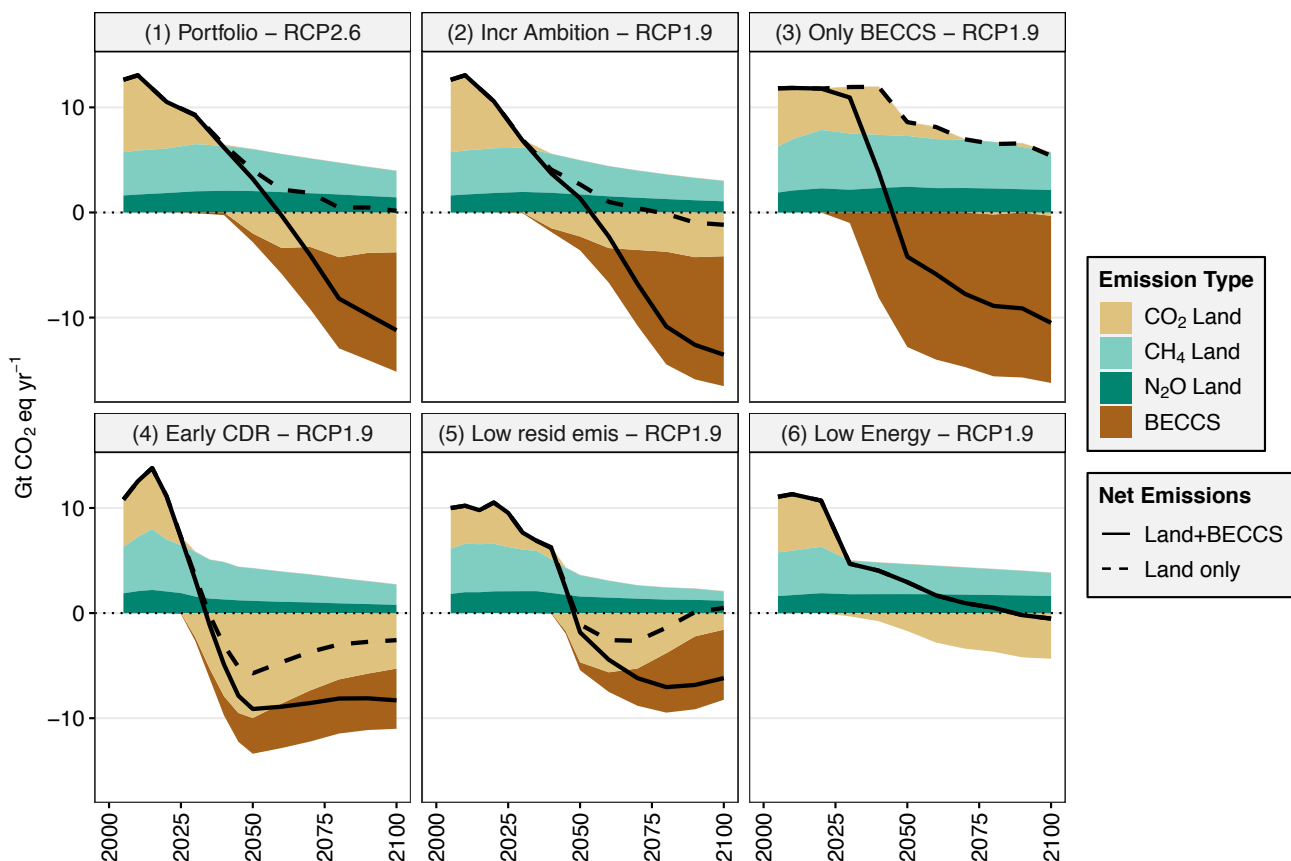 (1) Portfolio − RCP2.6
(2) Incr Ambition − RCP1.9
(3) Only BECCS − RCP1.9
10
0
−10
(4) Early CDR − RCP1.9
(5) Low resid emis − RCP1.9
(6) Low Energy − RCP1.9
10
0
−10
Gt CO₂ eq yr⁻¹
2000
2025
2050
2075
2100
2000
2025
2050
2075
2100
2000
2025
2050
2075
2100
Emission Type
CO₂ Land
CH₄ Land
N₂O Land
BECCS
Net Emissions
Land+BECCS
Land only